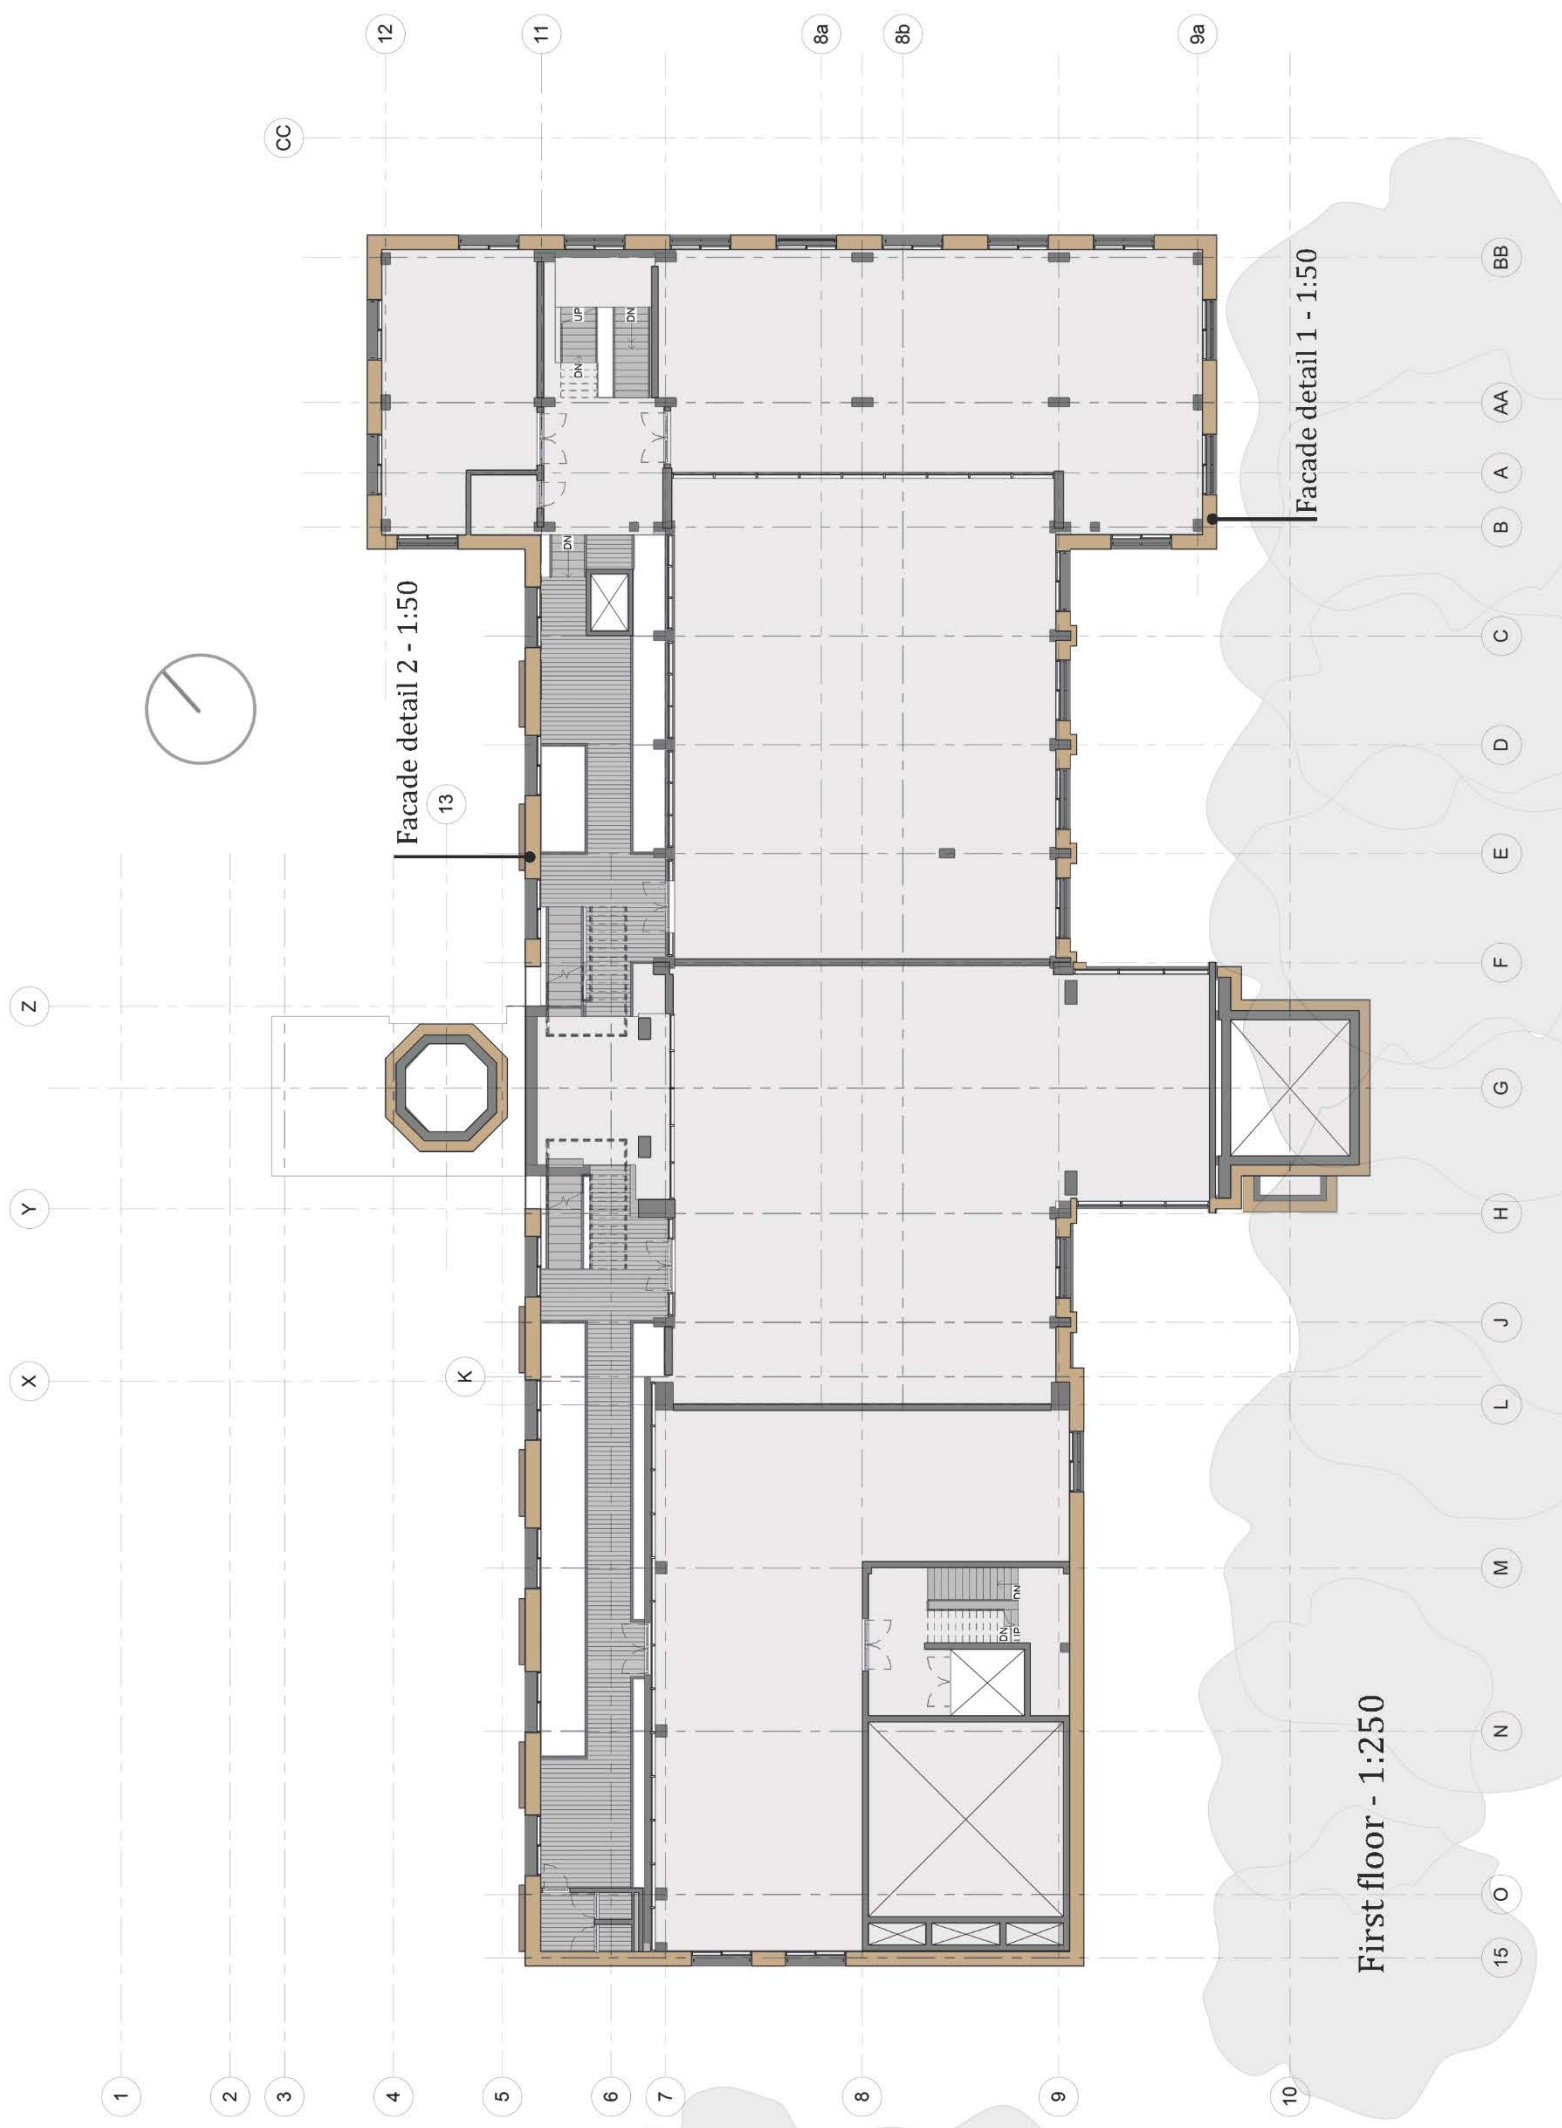 12
11
8a
8b
9a
CC
BB
UP
DN
DN
AA
A
B
DN
Facade detail 1 - 1:50
Facade detail 2 - 1:50
13
C
D
E
F
Z
G
Y
H
J
X
K
L
M
DN
DN
UP
N
O
15
First floor - 1:250
1
2
3
4
5
6
7
8
9
10